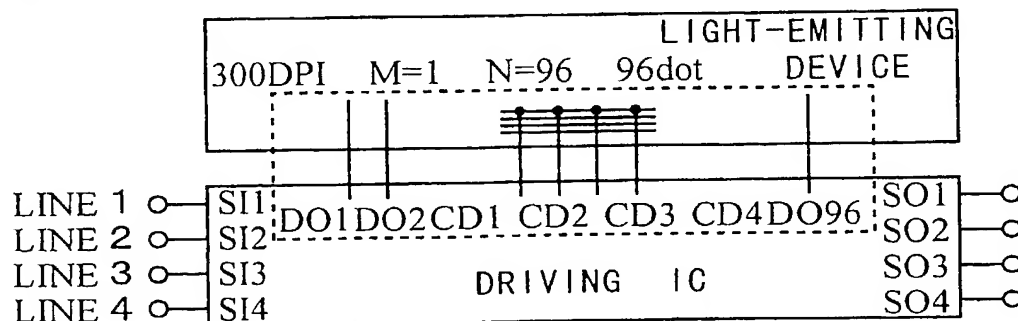 LIGHT-EMITTING
300DPI M=1 N=96 96dot DEVICE
LINE 1 SI1 DO1 DO2 CD1 CD2 CD3 CD4 DO96 SO1
LINE 2 SI2 SO2
LINE 3 SI3 DRIVING IC SO3
LINE 4 SI4 SO4